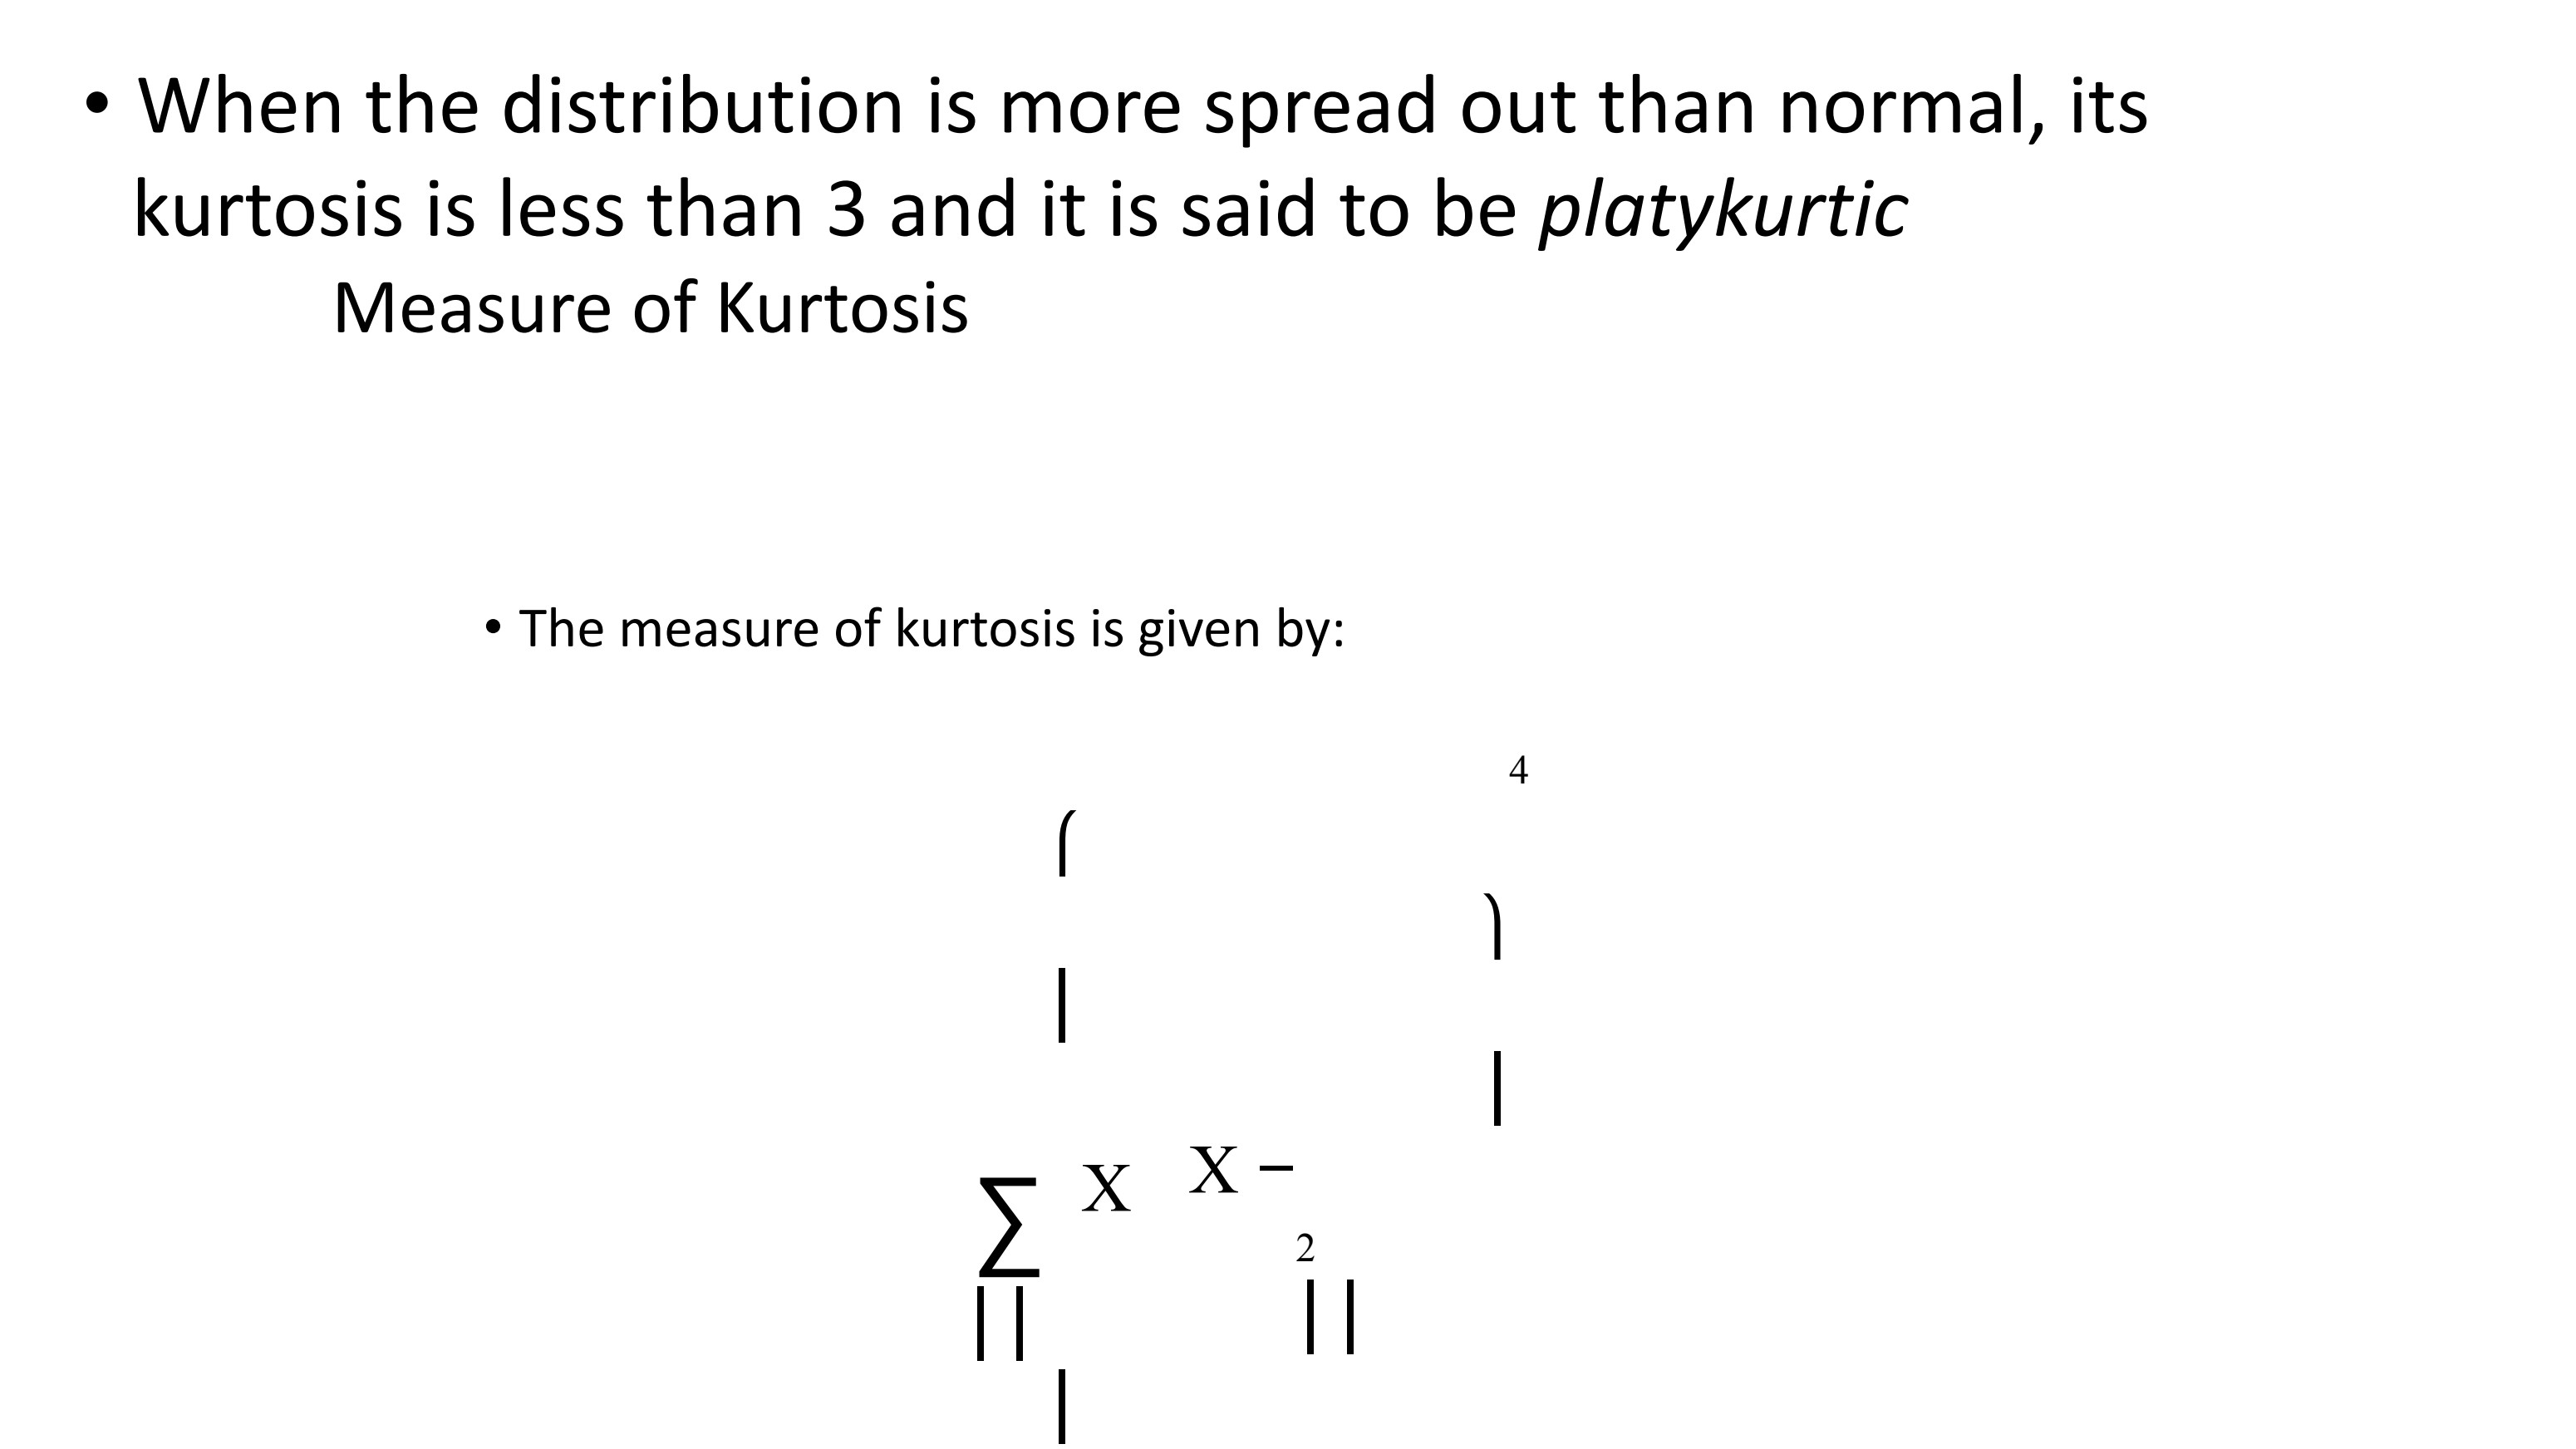 • When the distribution is more spread out than normal, its
kurtosis is less than 3 and it is said to be platykurtic
Measure of Kurtosis
• The measure of kurtosis is given by:
4
⎛
⎞
|
|
∑ X X −
2
| | | |
|